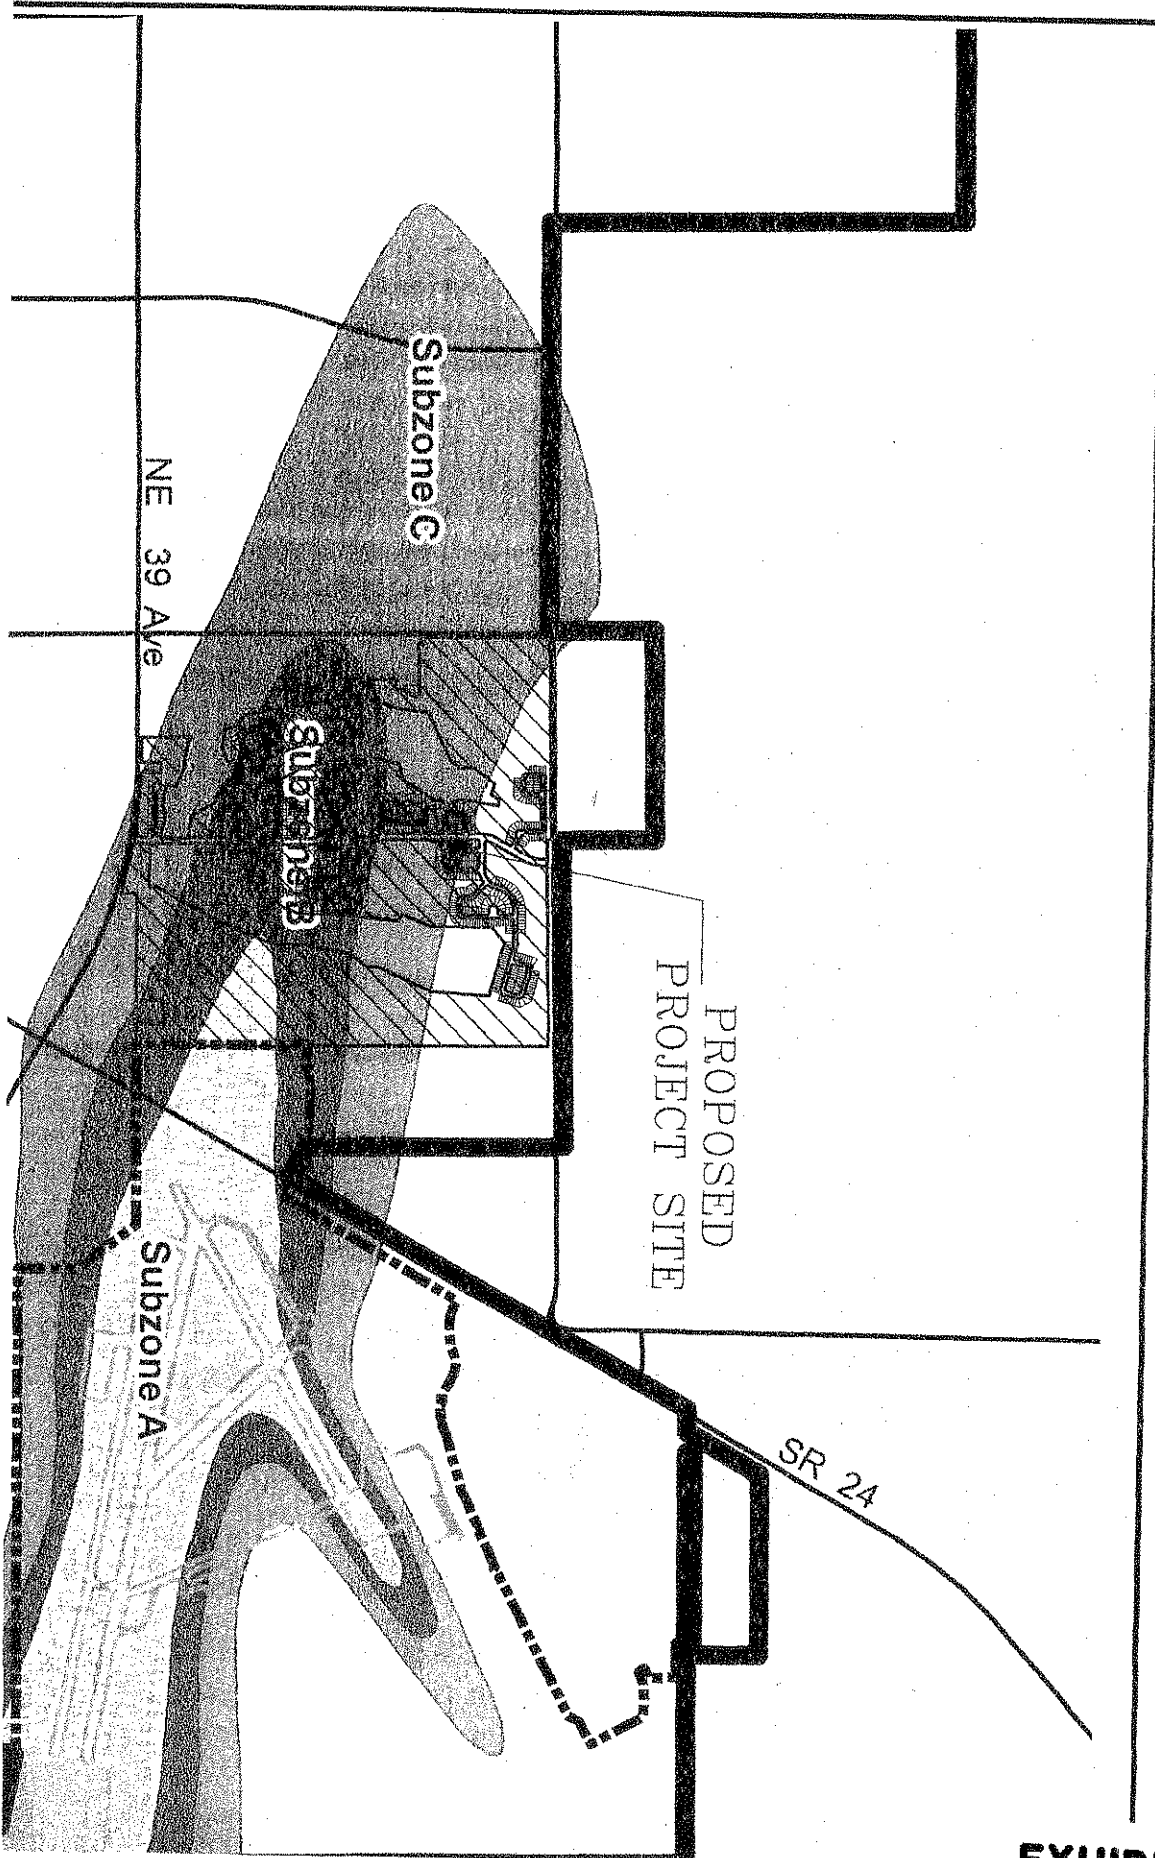 PROPOSED
PROJECT SITE
SR 24
Subzone C
Subzone B
Subzone A
NE 39 Ave